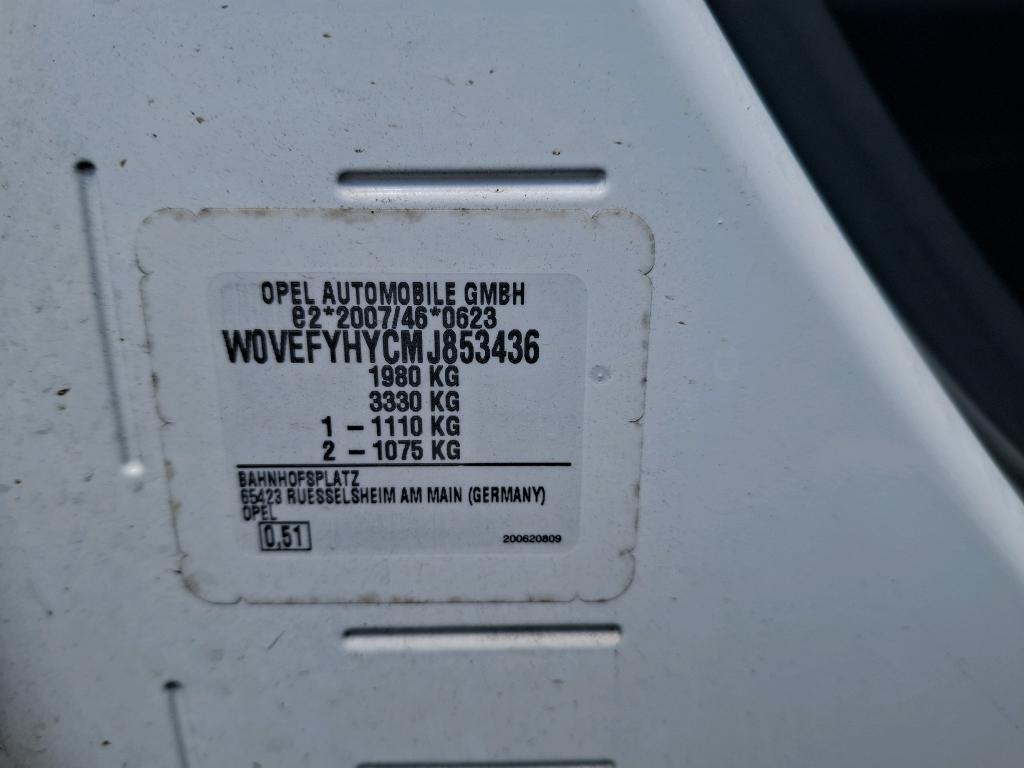 OPEL AUTOMOBILE GMBH
e2*2007/46*0623
W0VEFYHYCMJ853436
1980 KG
3330 KG
1 – 1110 KG
2 – 1075 KG
BAHNHOFSPLATZ
65423 RUESSELSHEIM AM MAIN (GERMANY)
OPEL
0,51
200620809